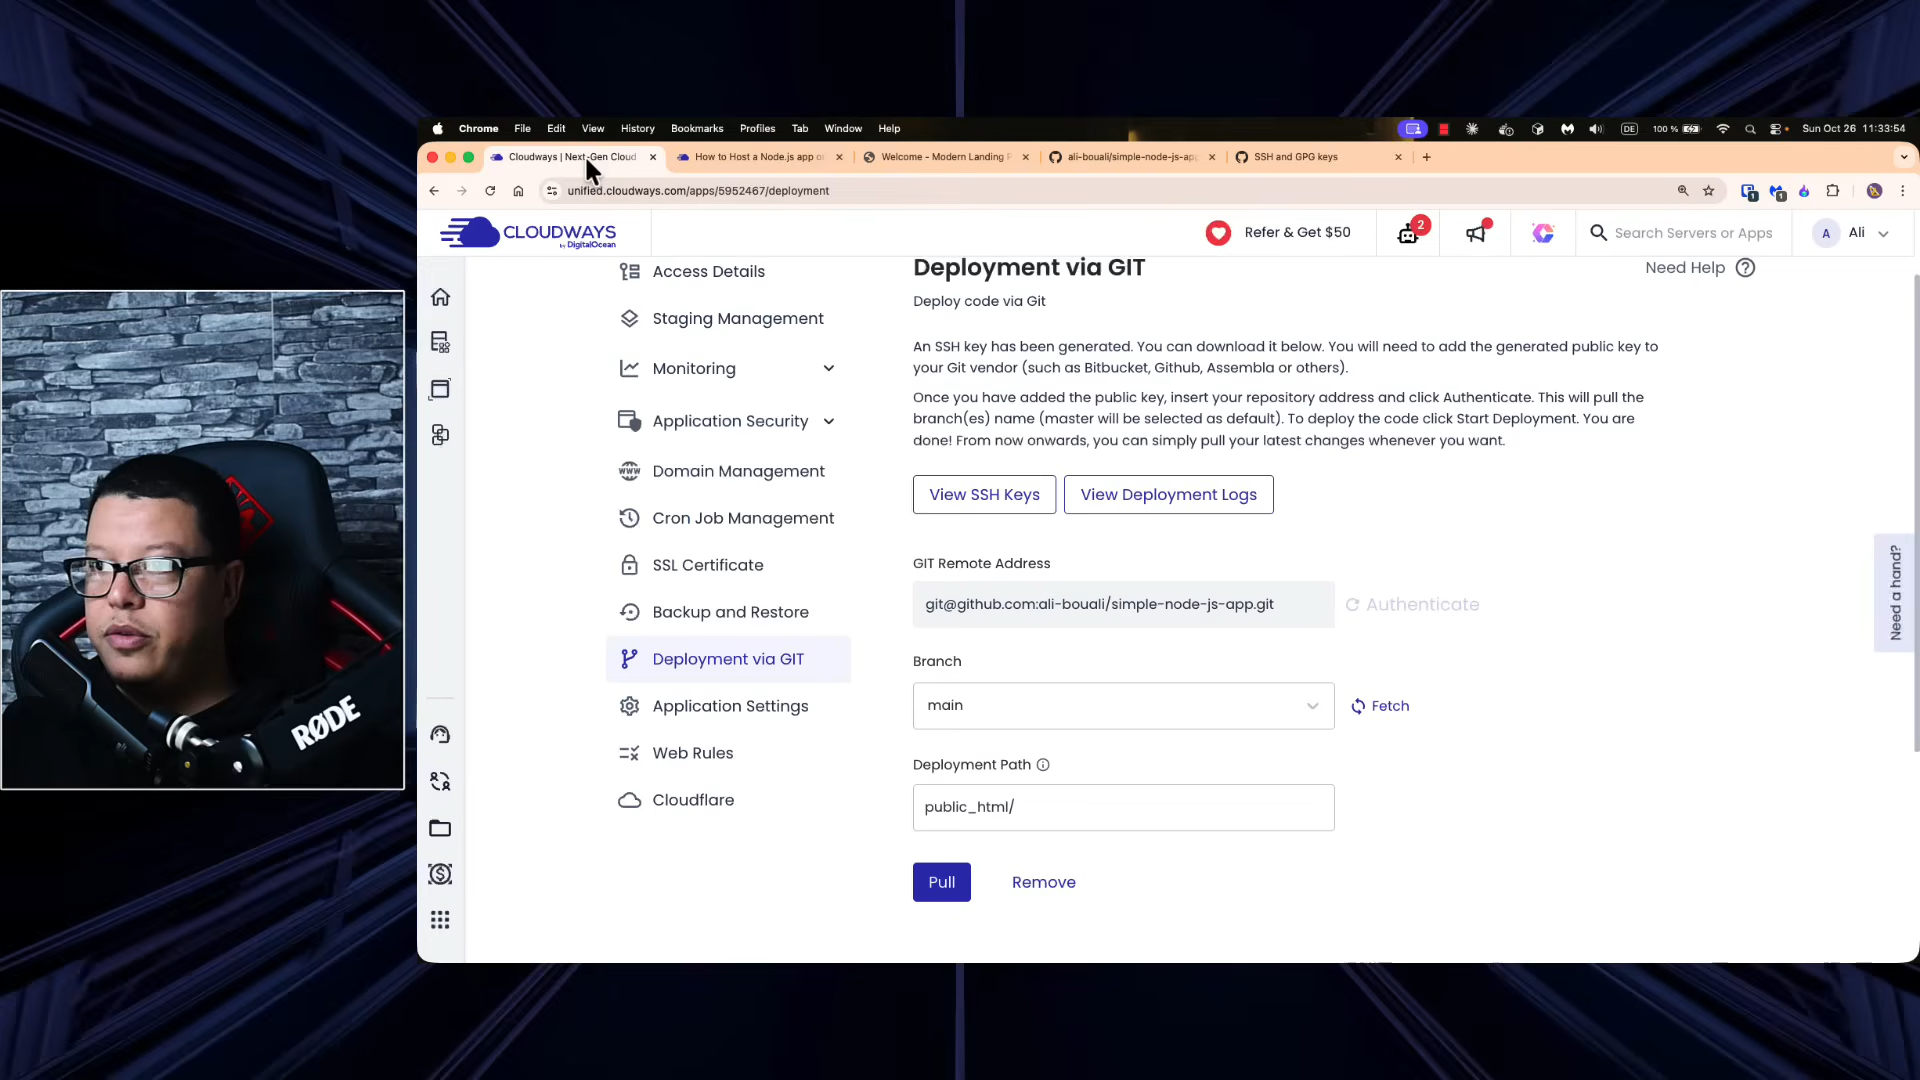 Chrome File Edit View History Bookmarks Profiles Tab Window Help
DE 100 % Sun Oct 26 11:33:54
Cloudways | Next-Gen Cloud
How to Host a Node.js app o
Welcome - Modern Landing P
ali-bouali/simple-node-js-app
SSH and GPG keys
unified.cloudways.com/apps/5952467/deployment
1
1
CLOUDWAYS
by DigitalOcean
Refer & Get $50
2
Search Servers or Apps
A Ali
Access Details
Staging Management
Monitoring
Application Security
www
Domain Management
Cron Job Management
SSL Certificate
Backup and Restore
Deployment via GIT
Application Settings
Web Rules
Cloudflare
Deployment via GIT
Need Help
Deploy code via Git
An SSH key has been generated. You can download it below. You will need to add the generated public key to
your Git vendor (such as Bitbucket, Github, Assembla or others).
Once you have added the public key, insert your repository address and click Authenticate. This will pull the
branch(es) name (master will be selected as default). To deploy the code click Start Deployment. You are
done! From now onwards, you can simply pull your latest changes whenever you want.
View SSH Keys
View Deployment Logs
GIT Remote Address
git@github.com:ali-bouali/simple-node-js-app.git
Authenticate
Branch
main
Fetch
Deployment Path
public_html/
Pull
Remove
Need a hand?
RØDE